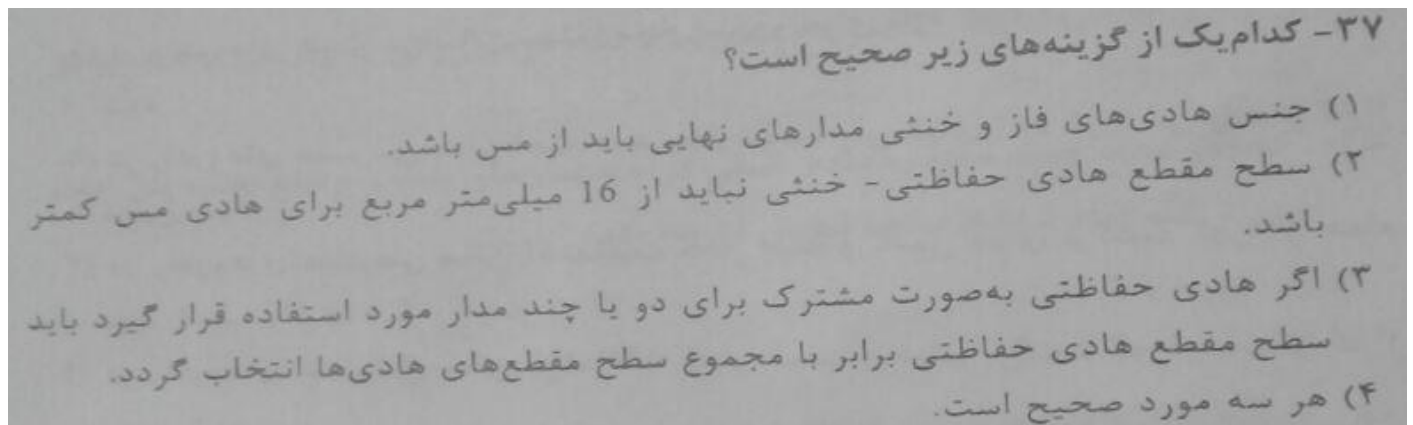 ۳۷- کدام‌یک از گزینه‌های زیر صحیح است؟
۱) جنس هادی‌های فاز و خنثی مدارهای نهایی باید از مس باشد.
۲) سطح مقطع هادی حفاظتی- خنثی نباید از 16 میلی‌متر مربع برای هادی مس کمتر
باشد.
۳) اگر هادی حفاظتی به‌صورت مشترک برای دو یا چند مدار مورد استفاده قرار گیرد باید
سطح مقطع هادی حفاظتی برابر با مجموع سطح مقطع‌های هادی‌ها انتخاب گردد.
۴) هر سه مورد صحیح است.